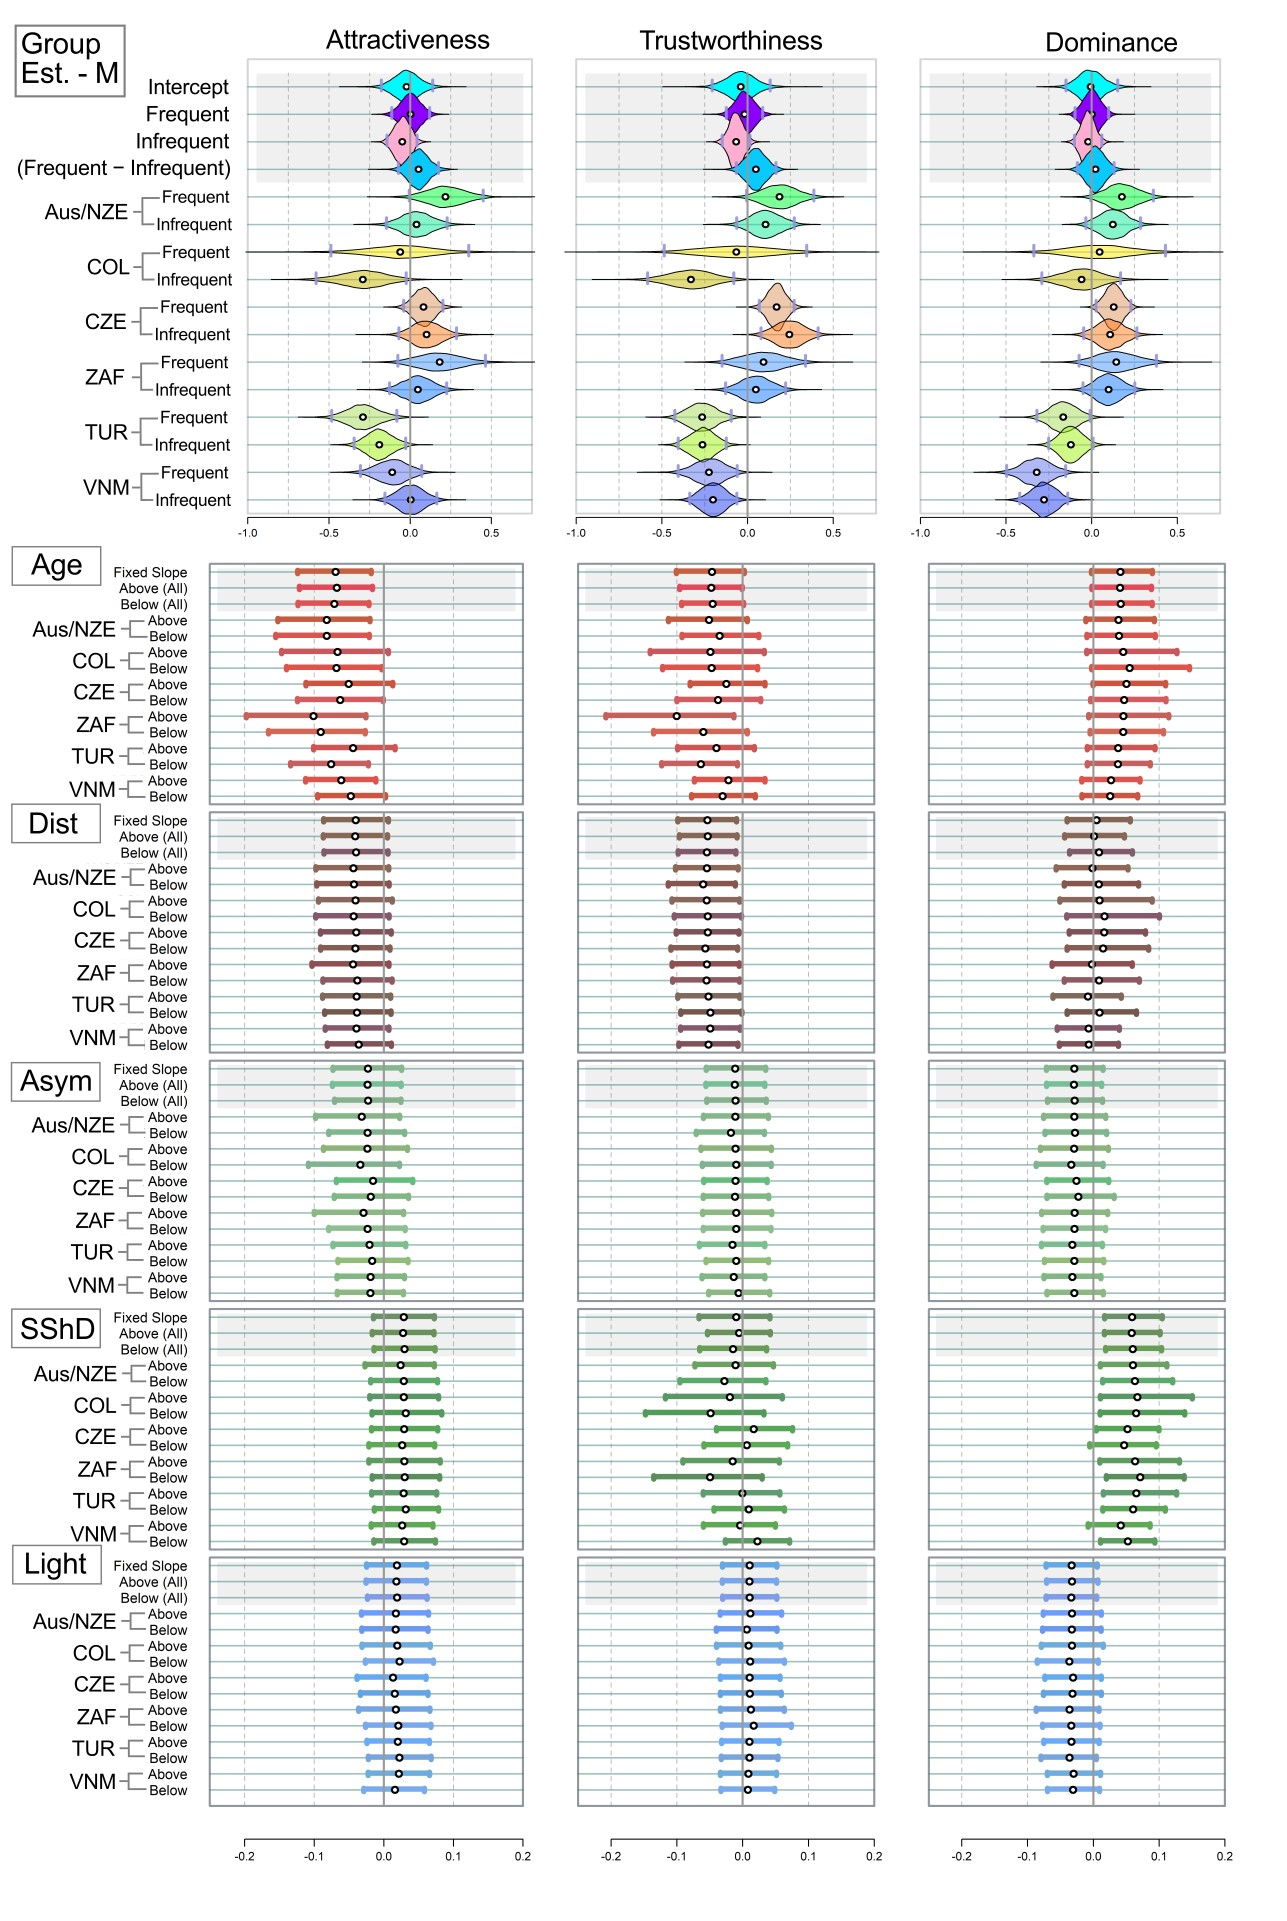 Group
Est. - M
Attractiveness
Trustworthiness
Dominance
Intercept
Frequent
Infrequent
(Frequent − Infrequent)
Aus/NZE
Frequent
Infrequent
COL
Frequent
Infrequent
CZE
Frequent
Infrequent
ZAF
Frequent
Infrequent
TUR
Frequent
Infrequent
VNM
Frequent
Infrequent
-1.0 -0.5 0.0 0.5
-1.0 -0.5 0.0 0.5
-1.0 -0.5 0.0 0.5
Age
Fixed Slope
Above (All)
Below (All)
Aus/NZE
Above
Below
COL
Above
Below
CZE
Above
Below
ZAF
Above
Below
TUR
Above
Below
VNM
Above
Below
Dist
Fixed Slope
Above (All)
Below (All)
Aus/NZE
Above
Below
COL
Above
Below
CZE
Above
Below
ZAF
Above
Below
TUR
Above
Below
VNM
Above
Below
Asym
Fixed Slope
Above (All)
Below (All)
Aus/NZE
Above
Below
COL
Above
Below
CZE
Above
Below
ZAF
Above
Below
TUR
Above
Below
VNM
Above
Below
SShD
Fixed Slope
Above (All)
Below (All)
Aus/NZE
Above
Below
COL
Above
Below
CZE
Above
Below
ZAF
Above
Below
TUR
Above
Below
VNM
Above
Below
Light
Fixed Slope
Above (All)
Below (All)
Aus/NZE
Above
Below
COL
Above
Below
CZE
Above
Below
ZAF
Above
Below
TUR
Above
Below
VNM
Above
Below
-0.2 -0.1 0.0 0.1 0.2
-0.2 -0.1 0.0 0.1 0.2
-0.2 -0.1 0.0 0.1 0.2